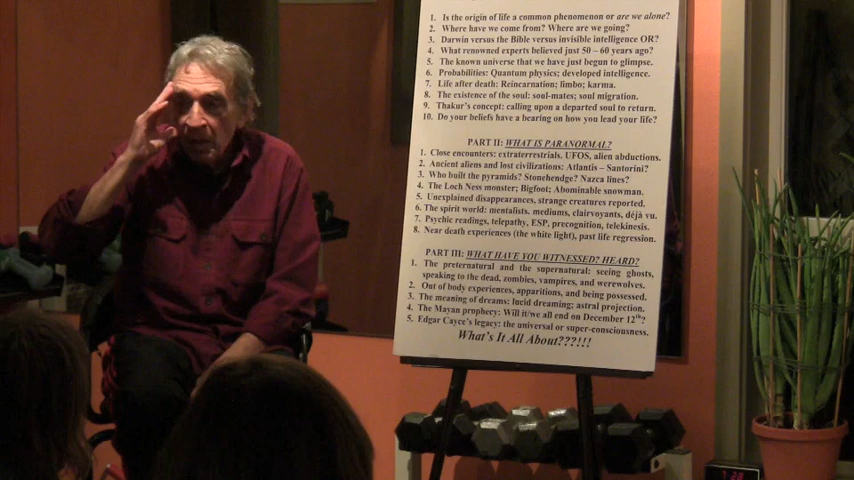 1. Is the origin of life a common phenomenon or are we alone?
2. Where have we come from? Where are we going?
3. Darwin versus the Bible versus invisible intelligence OR?
4. What renowned experts believed just 50 – 60 years ago?
5. The known universe that we have just begun to glimpse.
6. Probabilities: Quantum physics; developed intelligence.
7. Life after death: Reincarnation; limbo; karma.
8. The existence of the soul: soul-mates; soul migration.
9. Thakur's concept: calling upon a departed soul to return.
10. Do your beliefs have a bearing on how you lead your life?
PART II: WHAT IS PARANORMAL?
1. Close encounters: extraterrestrials. UFOS, alien abductions.
2. Ancient aliens and lost civilizations: Atlantis – Santorini?
3. Who built the pyramids? Stonehendge? Nazca lines?
4. The Loch Ness monster; Bigfoot; Abominable snowman.
5. Unexplained disappearances, strange creatures reported.
6. The spirit world: mentalists. mediums, clairvoyants, déjà vu.
7. Psychic readings, telepathy, ESP, precognition, telekinesis.
8. Near death experiences (the white light), past life regression.
PART III: WHAT HAVE YOU WITNESSED? HEARD?
1. The preternatural and the supernatural: seeing ghosts,
speaking to the dead, zombies, vampires, and werewolves.
2. Out of body experiences, apparitions, and being possessed.
3. The meaning of dreams: lucid dreaming; astral projection.
4. The Mayan prophecy: Will it/we all end on December 12th?
5. Edgar Cayce's legacy: the universal or super-consciousness.
What's It All About???!!!